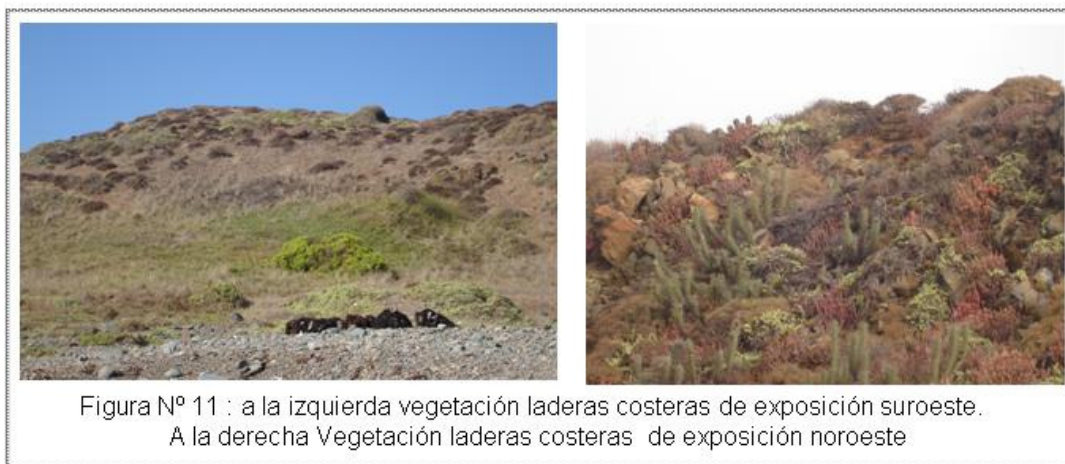 Figura Nº 11 : a la izquierda vegetación laderas costeras de exposición suroeste.
A la derecha Vegetación laderas costeras de exposición noroeste